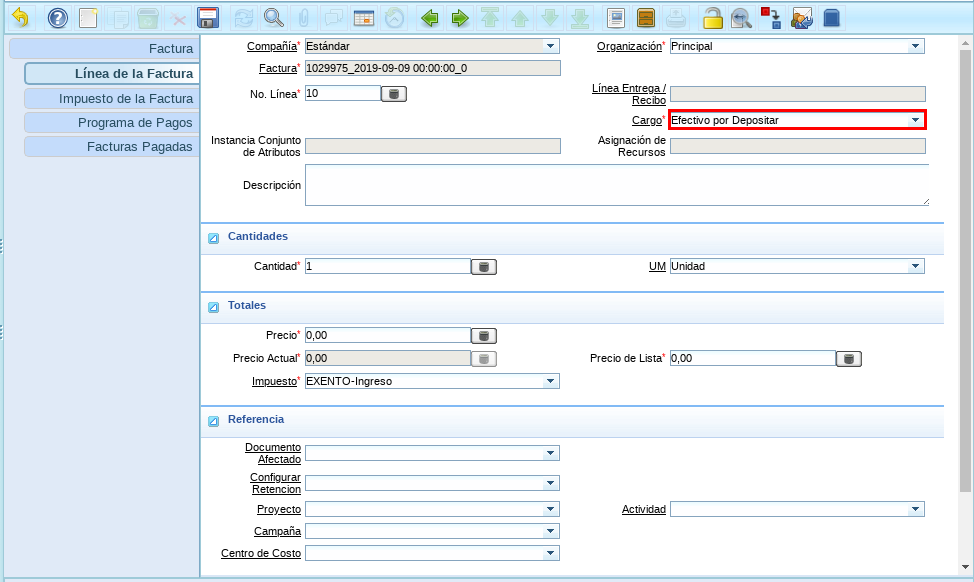 Factura
Línea de la Factura
Impuesto de la Factura
Programa de Pagos
Facturas Pagadas
Compañía* Estándar
Organización* Principal
Factura* 1029975_2019-09-09 00:00:00_0
No. Línea* 10
Línea Entrega /
Recibo
Cargo* Efectivo por Depositar
Instancia Conjunto
de Atributos
Asignación de
Recursos
Descripción
Cantidades
Cantidad* 1
UM Unidad
Totales
Precio* 0,00
Precio Actual* 0,00
Precio de Lista* 0,00
Impuesto* EXENTO-Ingreso
Referencia
Documento
Afectado
Configurar
Retencion
Proyecto
Actividad
Campaña
Centro de Costo